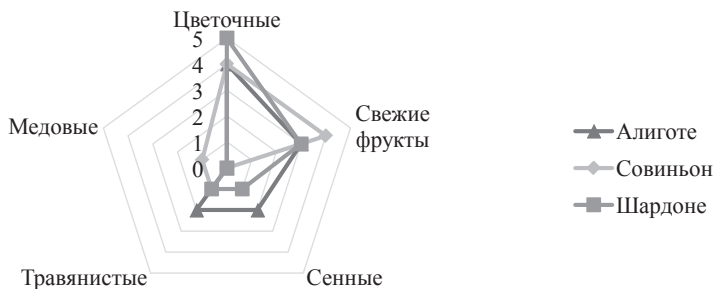 Цветочные
5
4
3
2
1
0
Свежие
фрукты
Медовые
Травянистые
Сенные
Алиготе
Совиньон
Шардоне